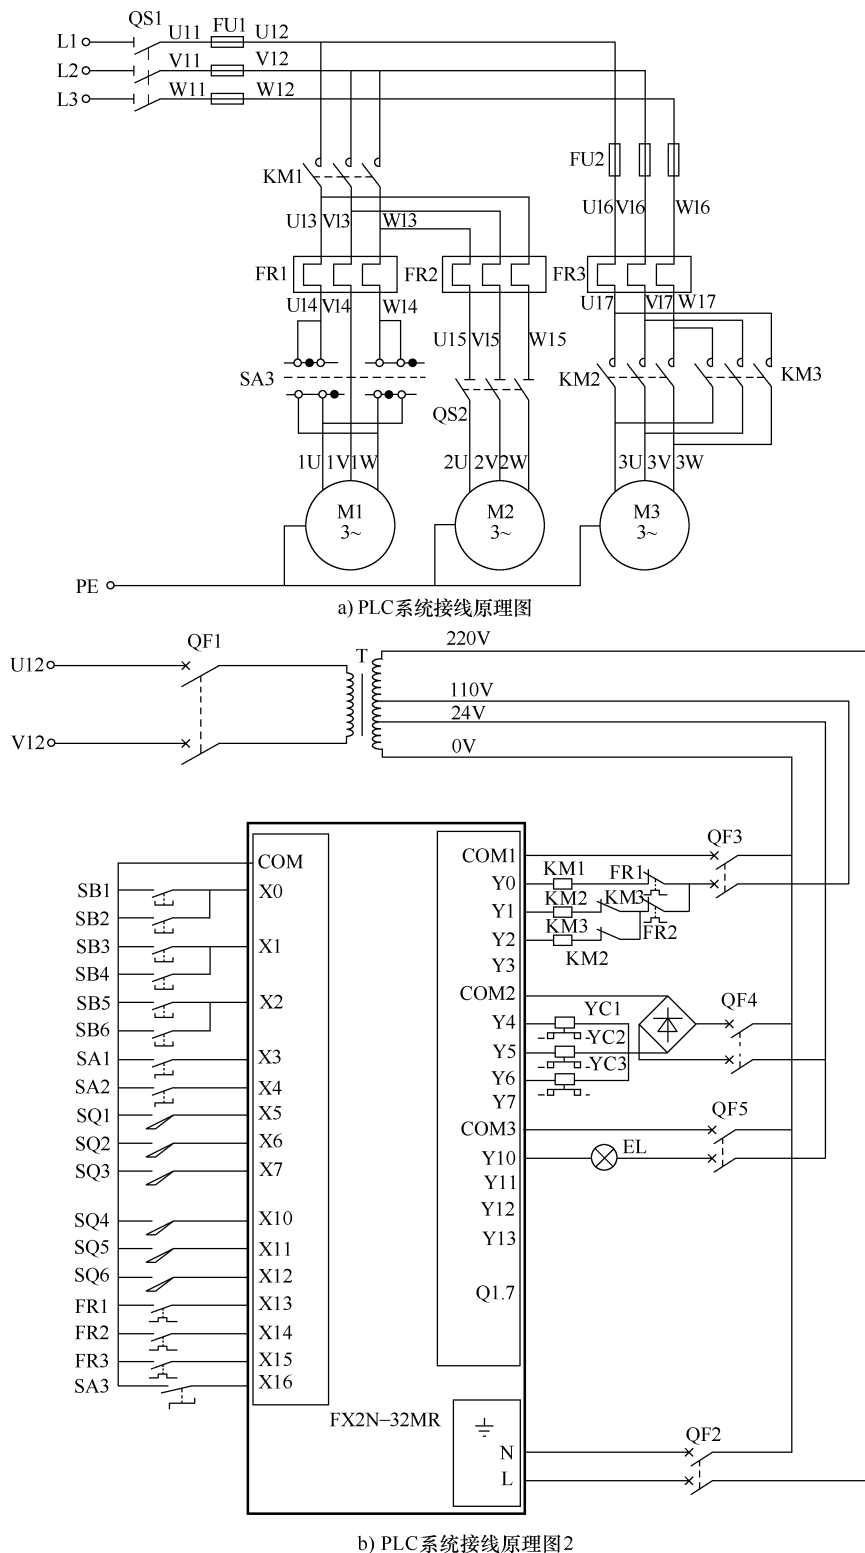 QS1 U11 FU1 U12
L1
L2 V11 V12
L3 W11 W12
FU2
KM1
U13 V13 W13 U16 V16 W16
FR1 FR2 FR3
U14 V14 W14 U17 V17 W17
U15 V15 W15
SA3 KM2 KM3
QS2
1U 1V 1W 2U 2V 2W 3U 3V 3W
M1 3~ M2 3~ M3 3~
PE
a) PLC系统接线原理图
QF1 T 220V
U12
110V
24V
V12 0V
COM COM1 QF3
SB1 X0 Y0 KM1 FR1
SB2 Y1 KM2 KM3
SB3 X1 Y2 KM3 FR2
KM2
SB4 Y3
SB5 X2 COM2 QF4
SB6 Y4 YC1
SA1 X3 Y5 YC2
SA2 X4 Y6 YC3
Y7
SQ1 X5 COM3 QF5
SQ2 X6 Y10 EL
SQ3 X7 Y11
SQ4 X10 Y12
SQ5 X11 Y13
SQ6 X12 Q1.7
FR1 X13
FR2 X14
FR3 X15
SA3 X16
FX2N-32MR
N QF2
L
b) PLC系统接线原理图2